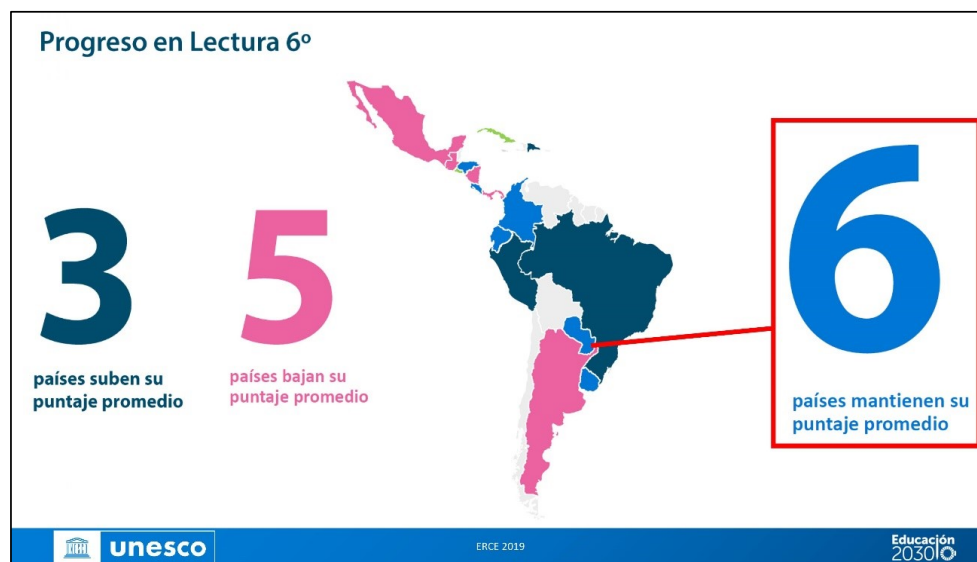 Progreso en Lectura 6º
3
países suben su
puntaje promedio
5
países bajan su
puntaje promedio
6
países mantienen su
puntaje promedio
unesco
ERCE 2019
Educación
2030